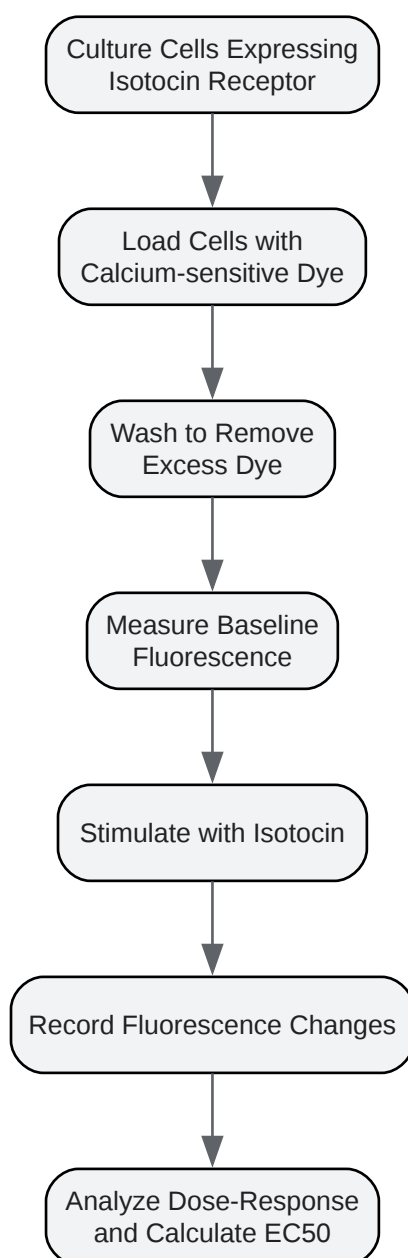 Culture Cells Expressing
Isotocin Receptor
Load Cells with
Calcium-sensitive Dye
Wash to Remove
Excess Dye
Measure Baseline
Fluorescence
Stimulate with Isotocin
Record Fluorescence Changes
Analyze Dose-Response
and Calculate EC50